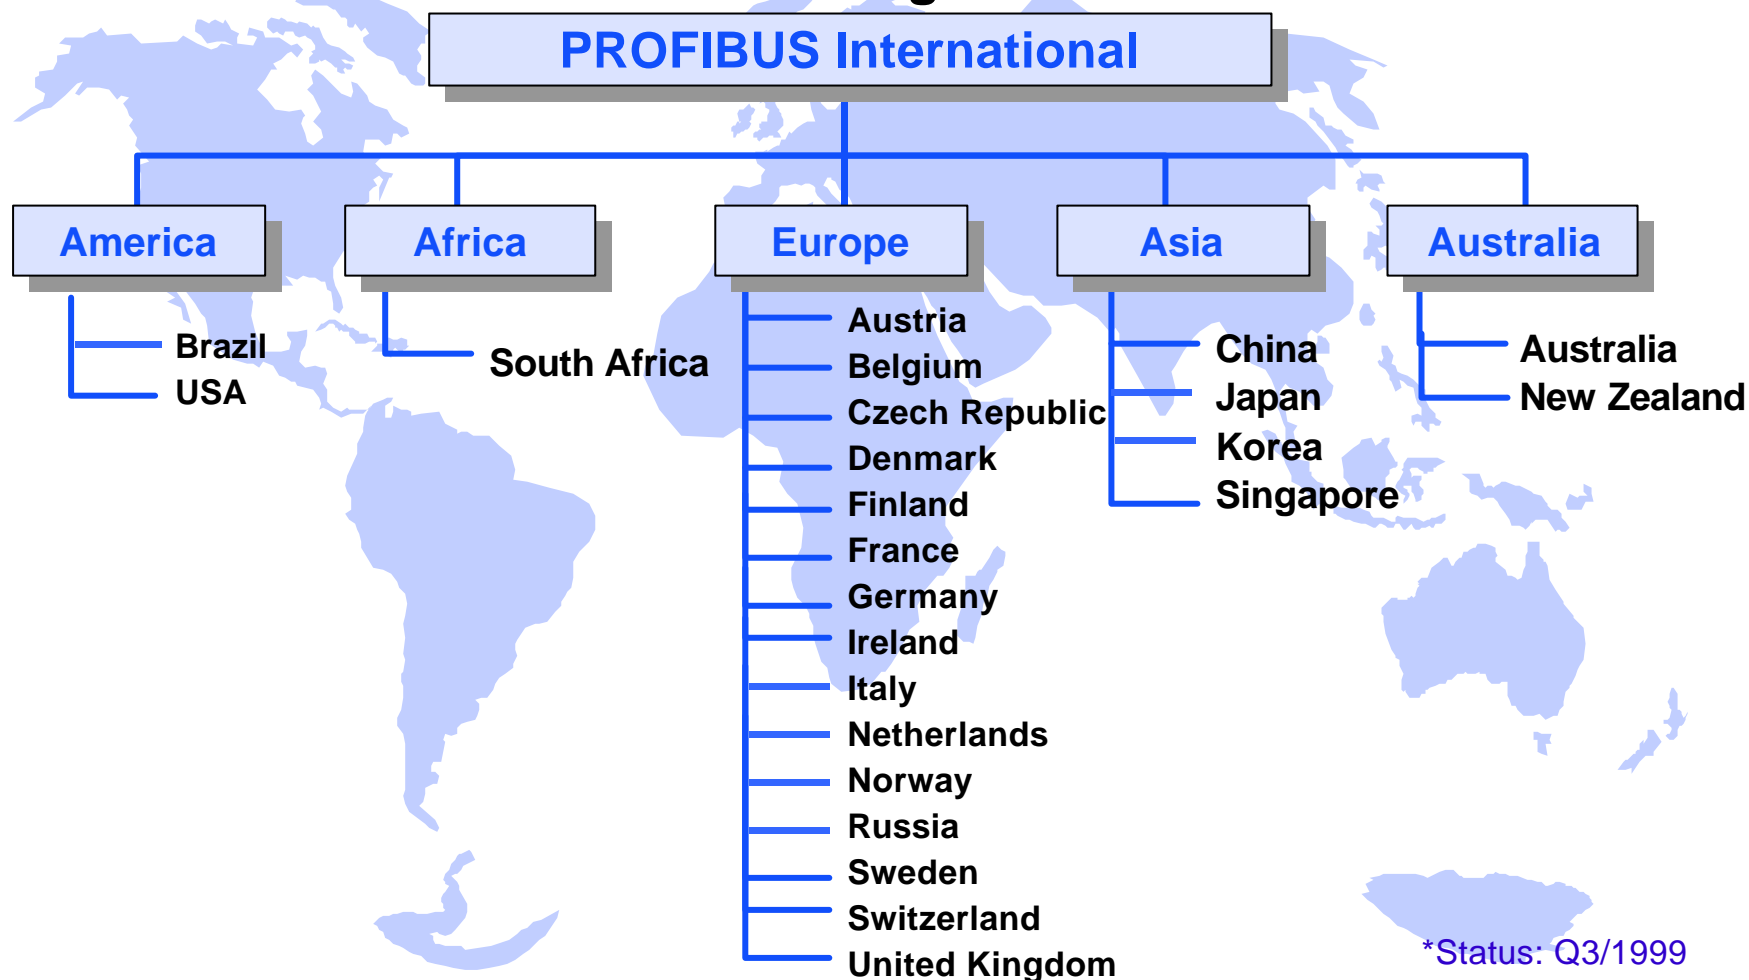 PROFIBUS International
America
Africa
Europe
Asia
Australia
Brazil
USA
South Africa
Austria
Belgium
Czech Republic
Denmark
Finland
France
Germany
Ireland
Italy
Netherlands
Norway
Russia
Sweden
Switzerland
United Kingdom
China
Japan
Korea
Singapore
Australia
New Zealand
*Status: Q3/1999